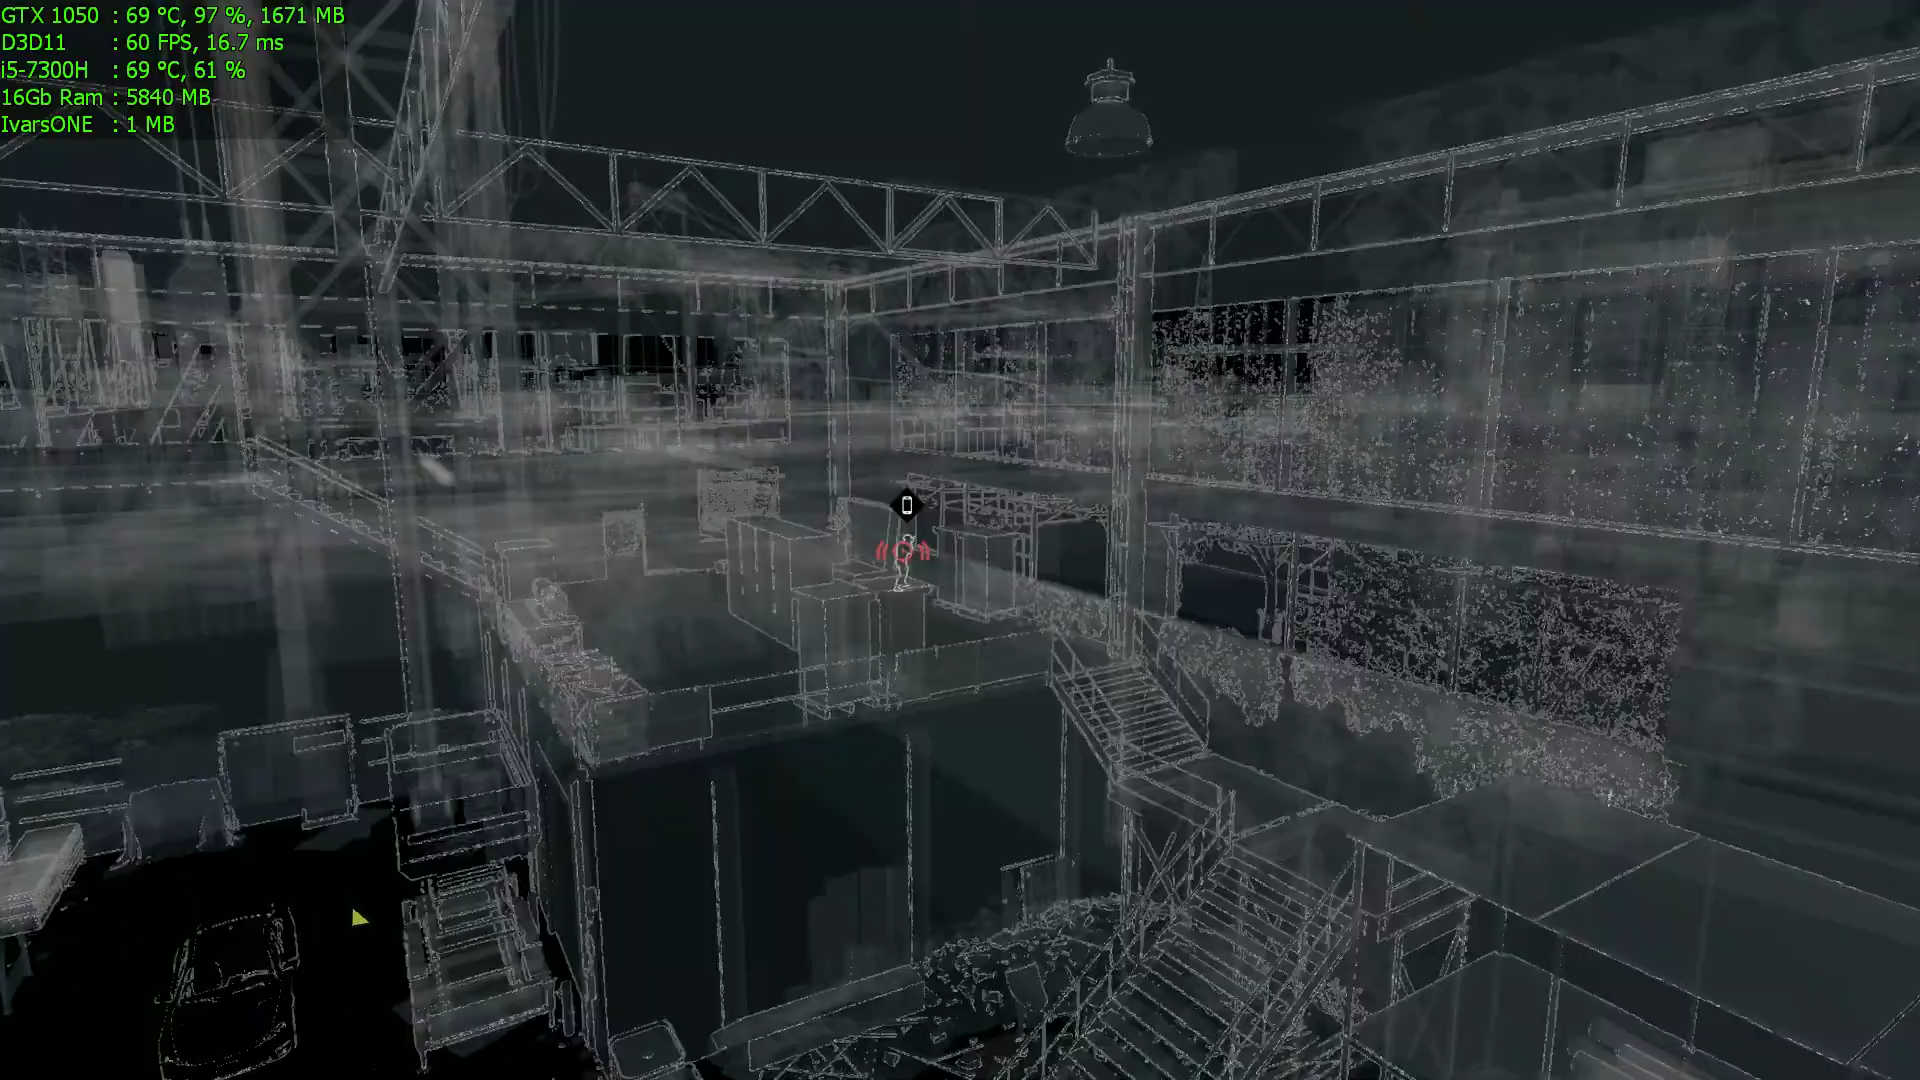 GTX 1050 : 69 °C, 97 %, 1671 MB
D3D11 : 60 FPS, 16.7 ms
i5-7300H : 69 °C, 61 %
16Gb Ram : 5840 MB
IvarsONE : 1 MB